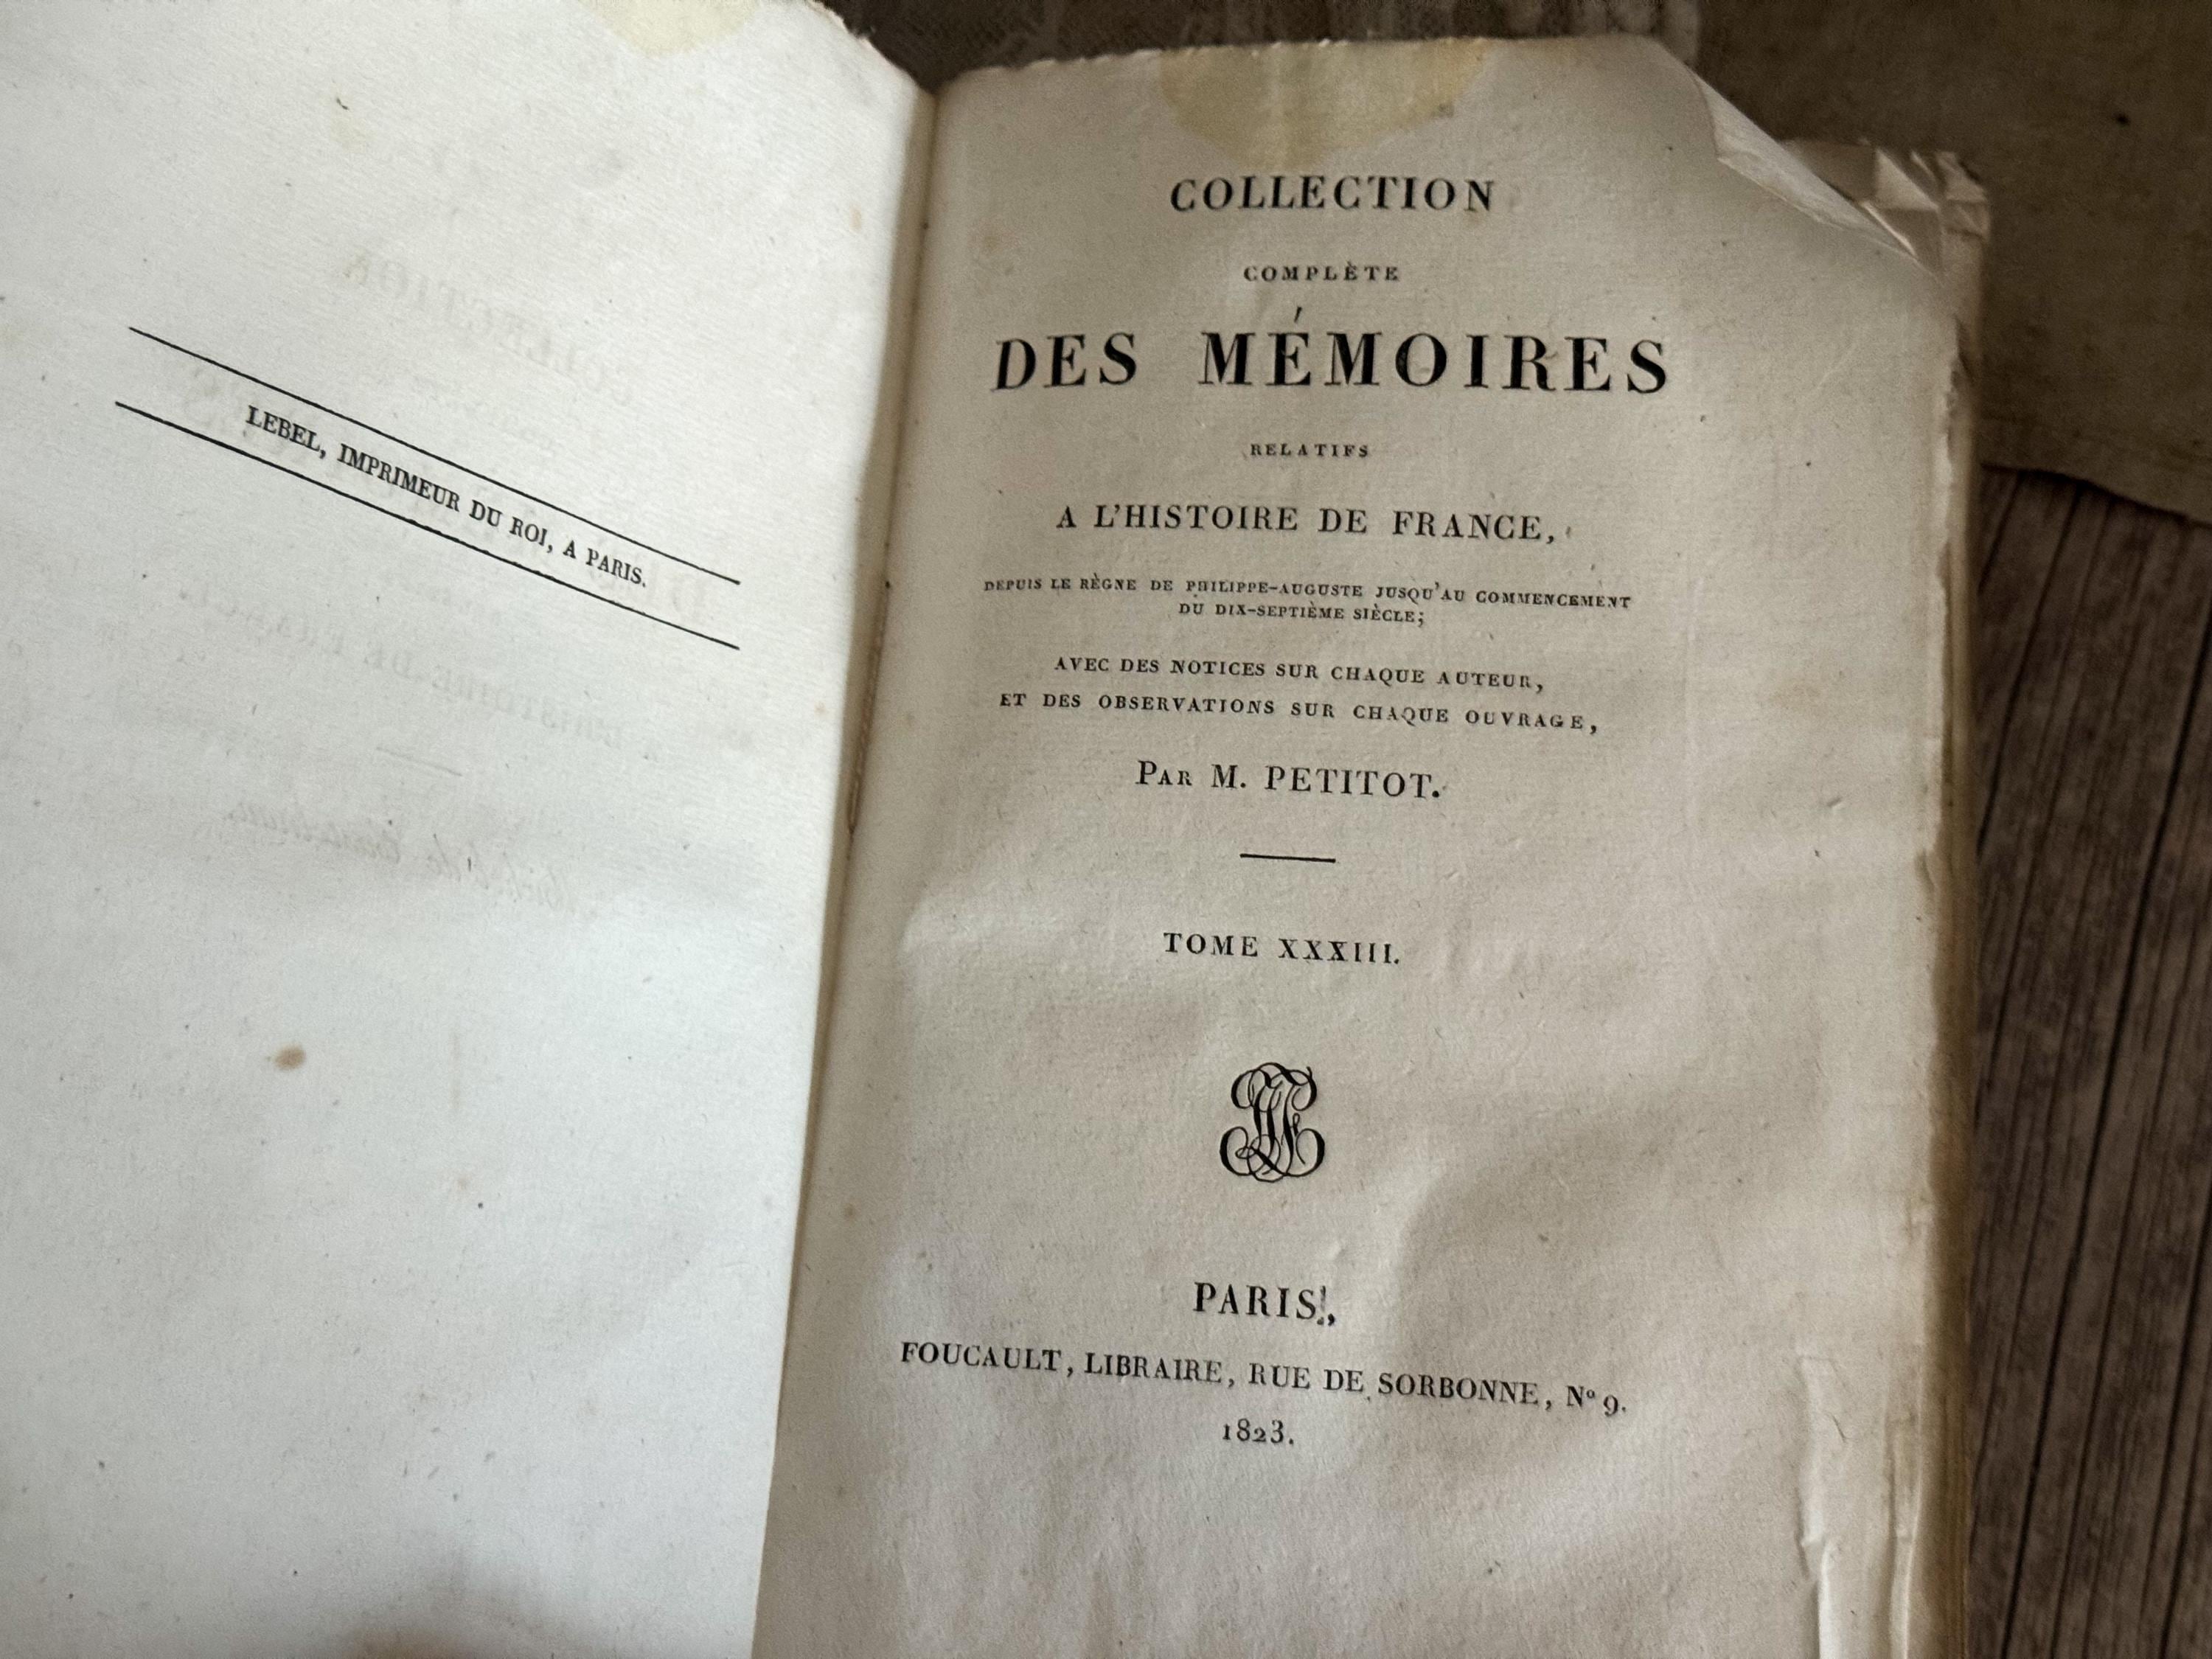 LEBEL, IMPRIMEUR DU ROI, A PARIS.
COLLECTION
COMPLÈTE
DES MÉMOIRES
RELATIFS
A L'HISTOIRE DE FRANCE,
DEPUIS LE RÈGNE DE PHILIPPE-AUGUSTE JUSQU'AU COMMENCEMENT
DU DIX-SEPTIÈME SIÈCLE;
AVEC DES NOTICES SUR CHAQUE AUTEUR,
ET DES OBSERVATIONS SUR CHAQUE OUVRAGE,
PAR M. PETITOT.
TOME XXXIII.
PARIS,
FOUCAULT, LIBRAIRE, RUE DE SORBONNE, Nº 9.
1823.